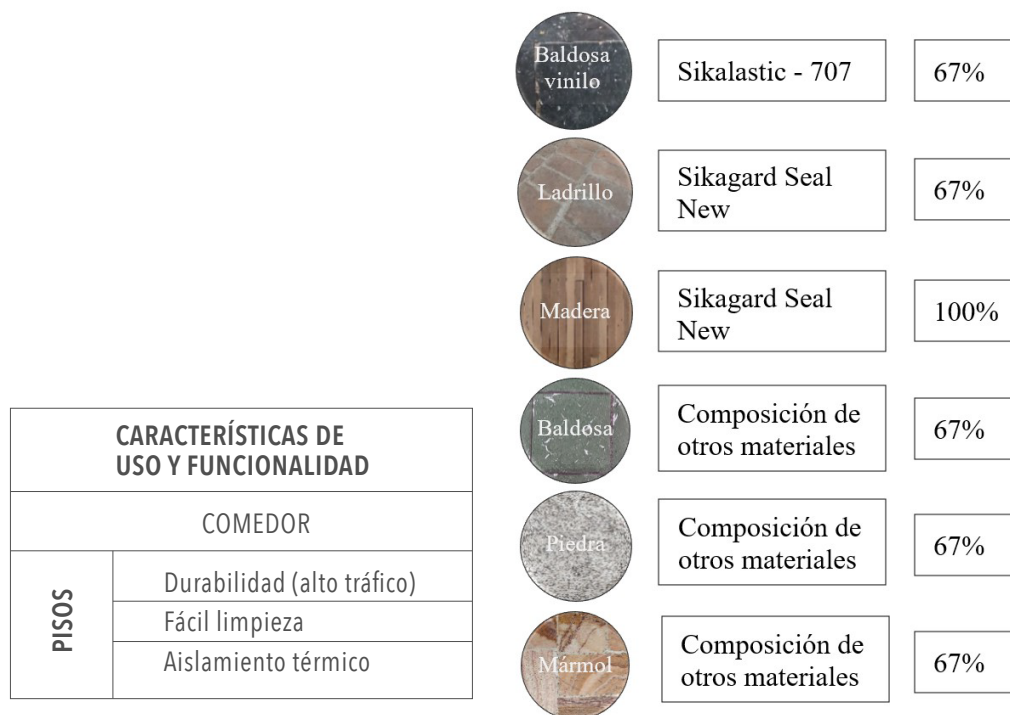 Baldosa
vinilo
Sikalastic - 707
67%
Ladrillo
Sikagard Seal
New
67%
Madera
Sikagard Seal
New
100%
Baldosa
Composición de
otros materiales
67%
Piedra
Composición de
otros materiales
67%
Mármol
Composición de
otros materiales
67%
CARACTERÍSTICAS DE
USO Y FUNCIONALIDAD
COMEDOR
PISOS
Durabilidad (alto tráfico)
Fácil limpieza
Aislamiento térmico